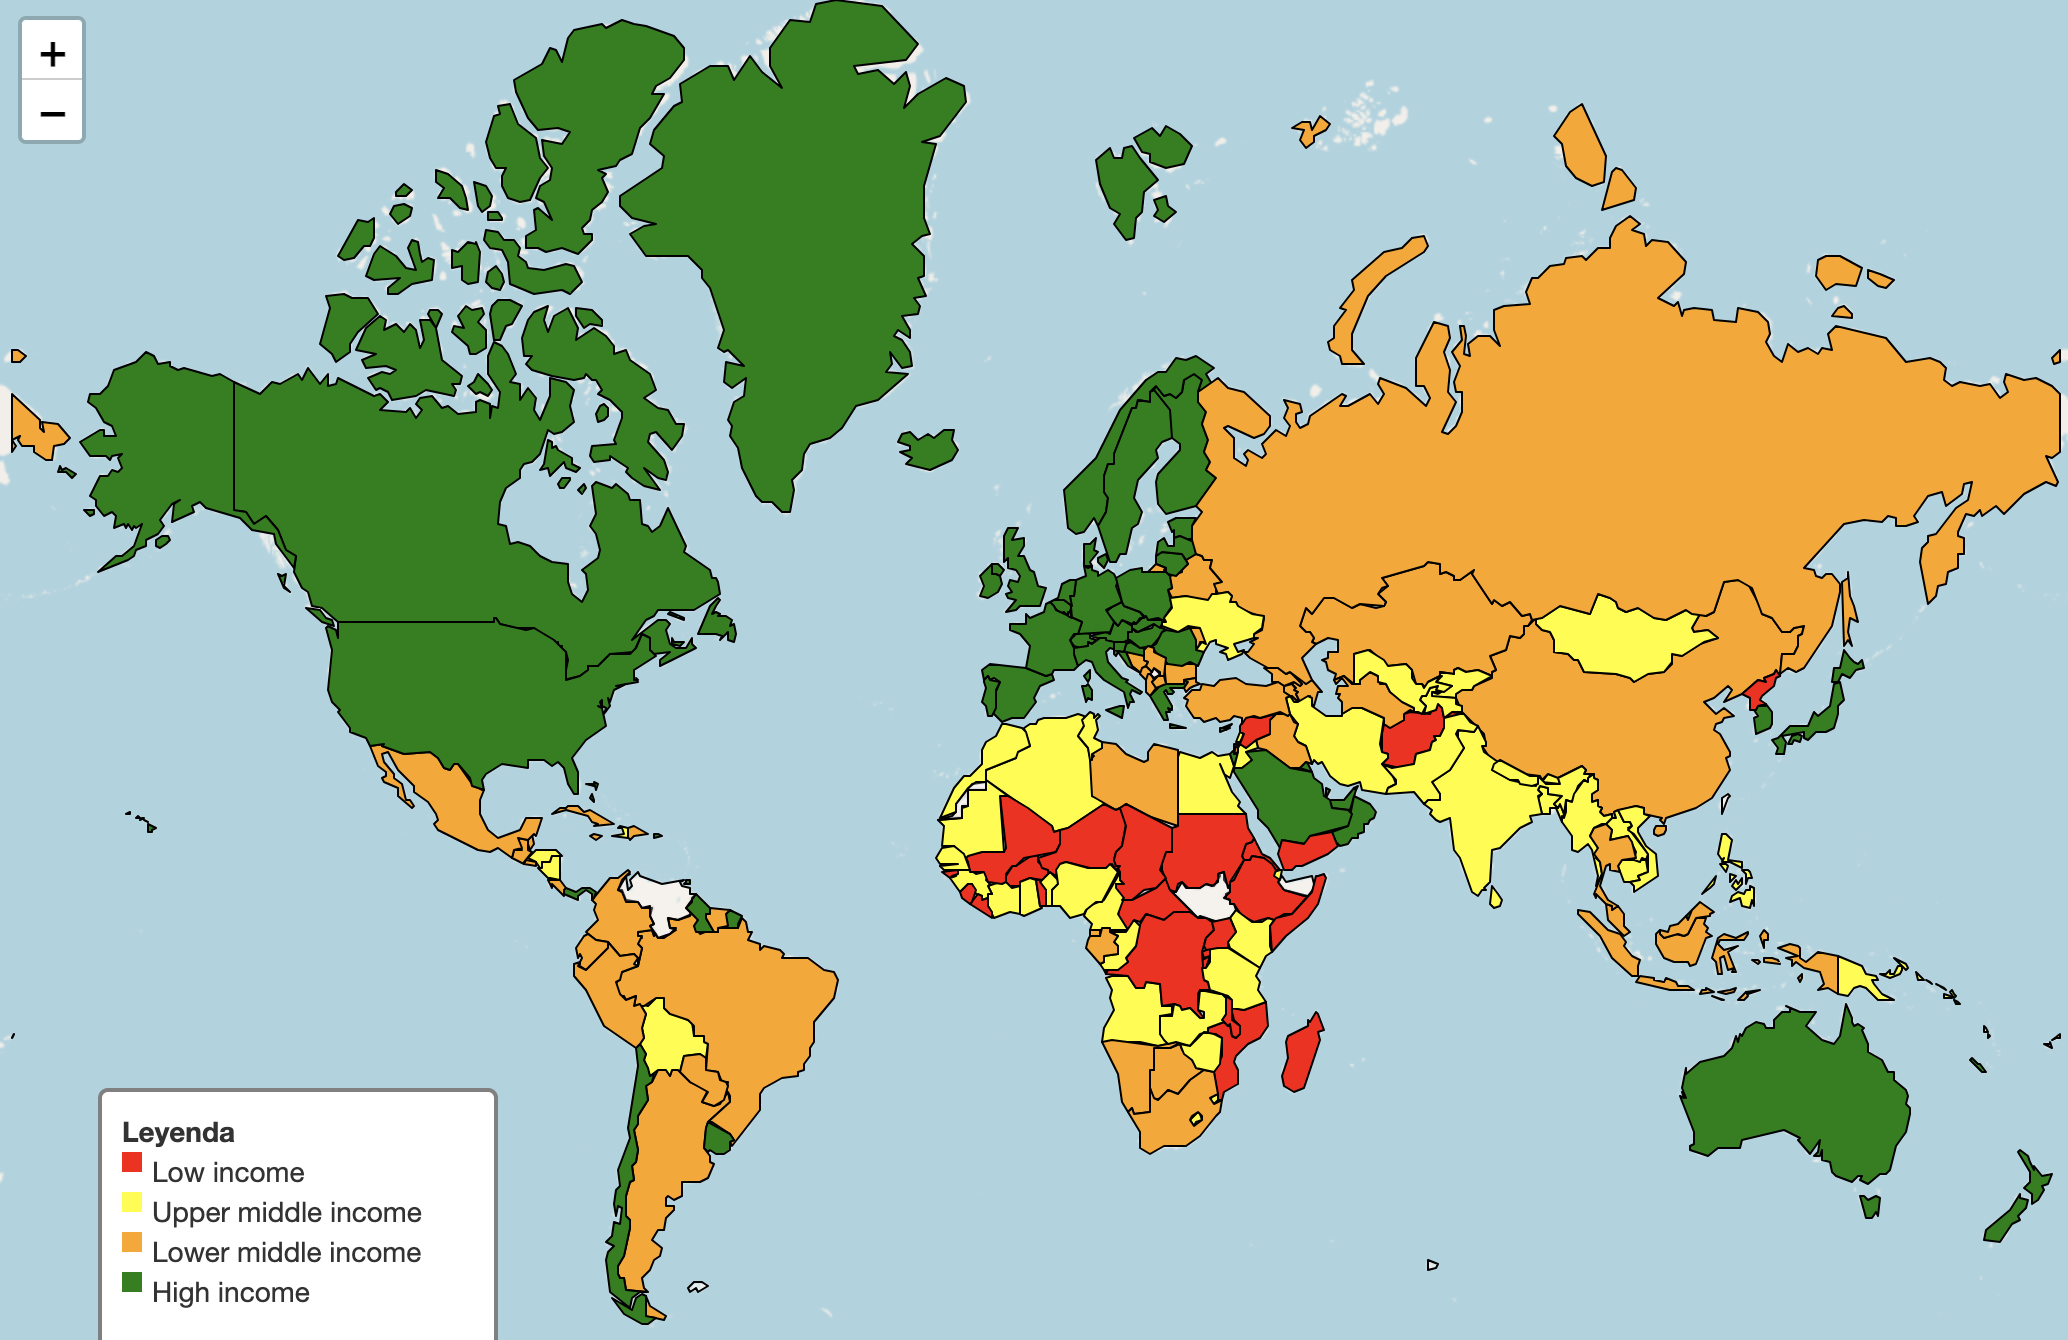 +
−
Leyenda
Low income
Upper middle income
Lower middle income
High income